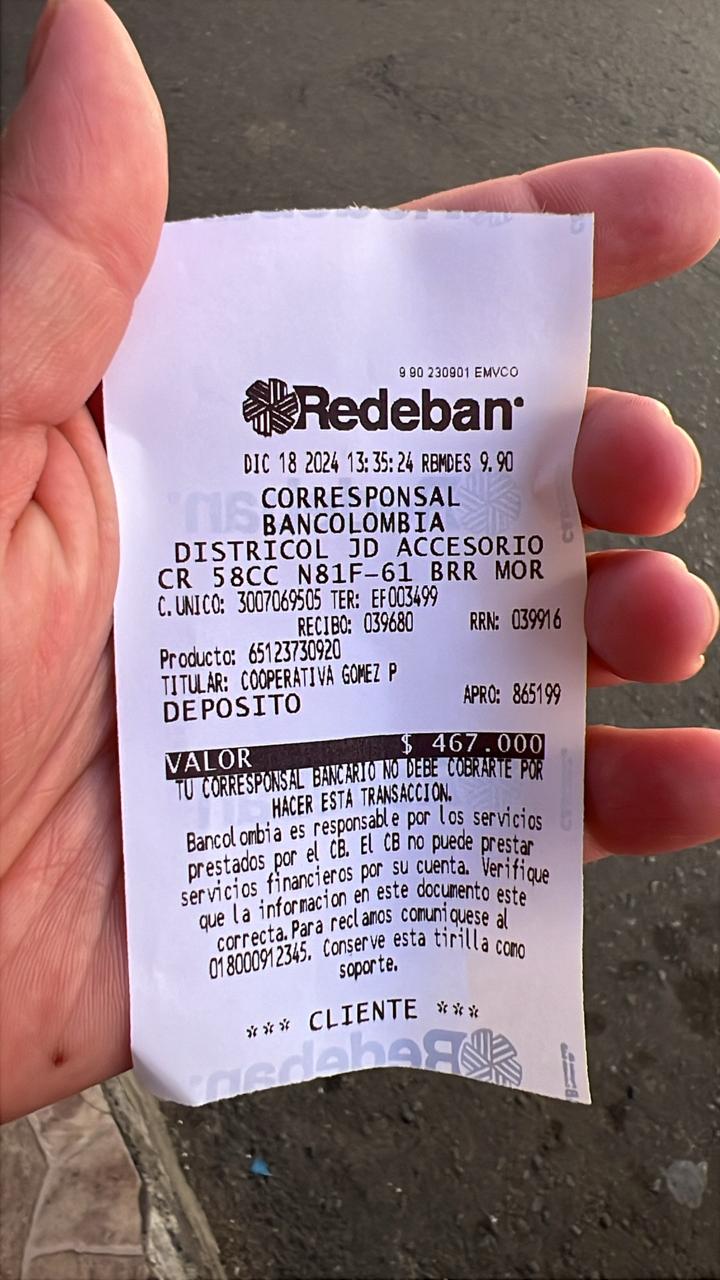 9 90 230901 EMVCO
Redeban
DIC 18 2024 13:35:24 RBMDES 9.90
CORRESPONSAL
BANCOLOMBIA
DISTRICOL JD ACCESORIO
CR 58CC N81F-61 BRR MOR
C.UNICO: 3007069505 TER: EF003499
RECIBO: 039680 RRN: 039916
Producto: 65123730920
TITULAR: COOPERATIVA GOMEZ P
DEPOSITO APRO: 865199
VALOR $ 467.000
TU CORRESPONSAL BANCARIO NO DEBE COBRARTE POR
HACER ESTA TRANSACCION.
Bancolombia es responsable por los servicios
prestados por el CB. El CB no puede prestar
servicios financieros por su cuenta. Verifique
que la informacion en este documento este
correcta.Para reclamos comuniquese al
018000912345. Conserve esta tirilla como
soporte.
*** CLIENTE ***
Redeban